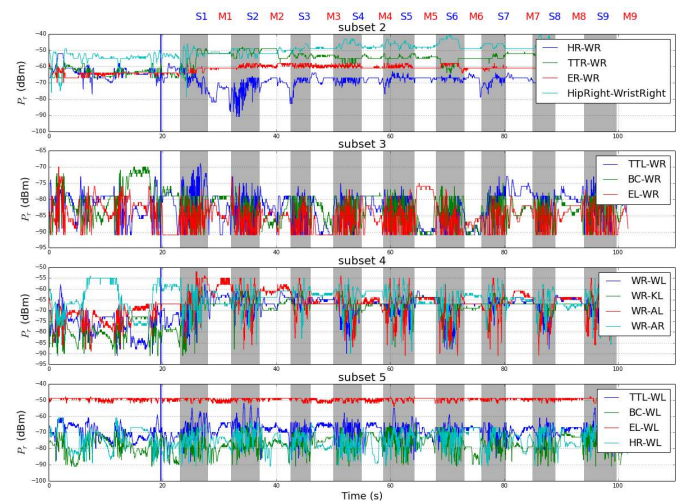 S1 M1 S2 M2 S3 M3 S4 M4 S5 M5 S6 M6 S7 M7 S8 M8 S9 M9
subset 2
-40
-50
-60
-70
-80
-90
-100
Pr (dBm)
HR-WR
TTR-WR
ER-WR
HipRight-WristRight
0 20 40 60 80 100
subset 3
-65
-70
-75
-80
-85
-90
-95
Pr (dBm)
TTL-WR
BC-WR
EL-WR
0 20 40 60 80 100
subset 4
-50
-55
-60
-65
-70
-75
-80
-85
-90
-95
Pr (dBm)
WR-WL
WR-KL
WR-AL
WR-AR
0 20 40 60 80 100
subset 5
-40
-50
-60
-70
-80
-90
-100
Pr (dBm)
TTL-WL
BC-WL
EL-WL
HR-WL
0 20 40 60 80 100
Time (s)